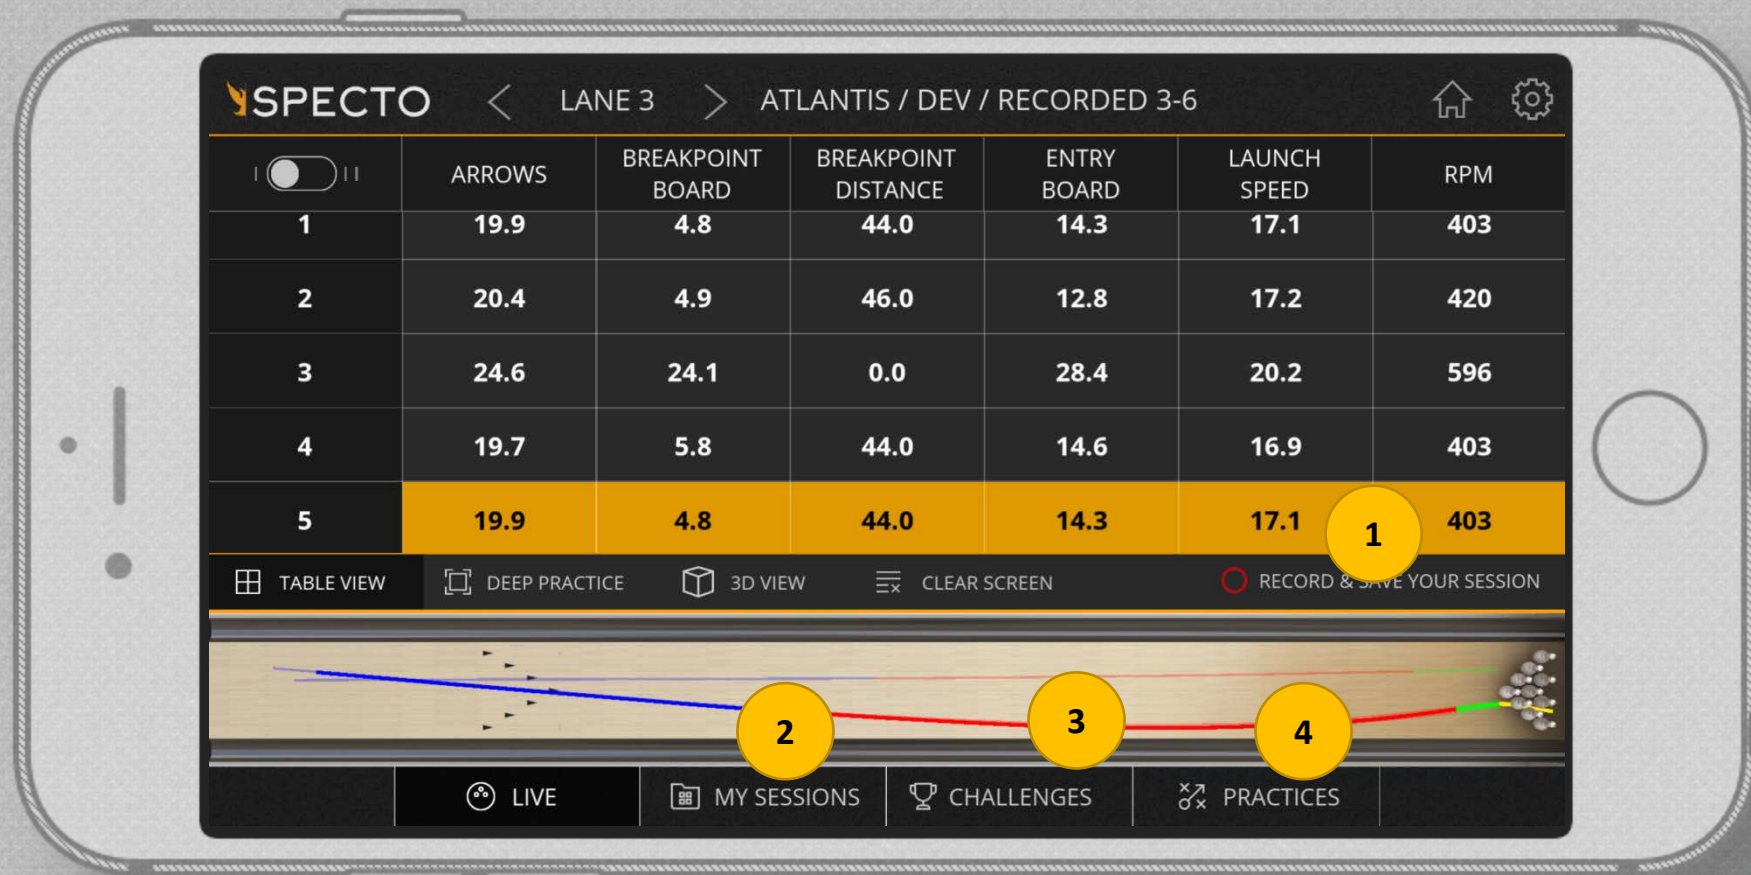 SPECTO < LANE 3 > ATLANTIS / DEV / RECORDED 3-6
I II ARROWS BREAKPOINT BOARD BREAKPOINT DISTANCE ENTRY BOARD LAUNCH SPEED RPM
1 19.9 4.8 44.0 14.3 17.1 403
2 20.4 4.9 46.0 12.8 17.2 420
3 24.6 24.1 0.0 28.4 20.2 596
4 19.7 5.8 44.0 14.6 16.9 403
5 19.9 4.8 44.0 14.3 17.1 403
1
TABLE VIEW DEEP PRACTICE 3D VIEW CLEAR SCREEN RECORD & SAVE YOUR SESSION
2 3 4
LIVE MY SESSIONS CHALLENGES PRACTICES